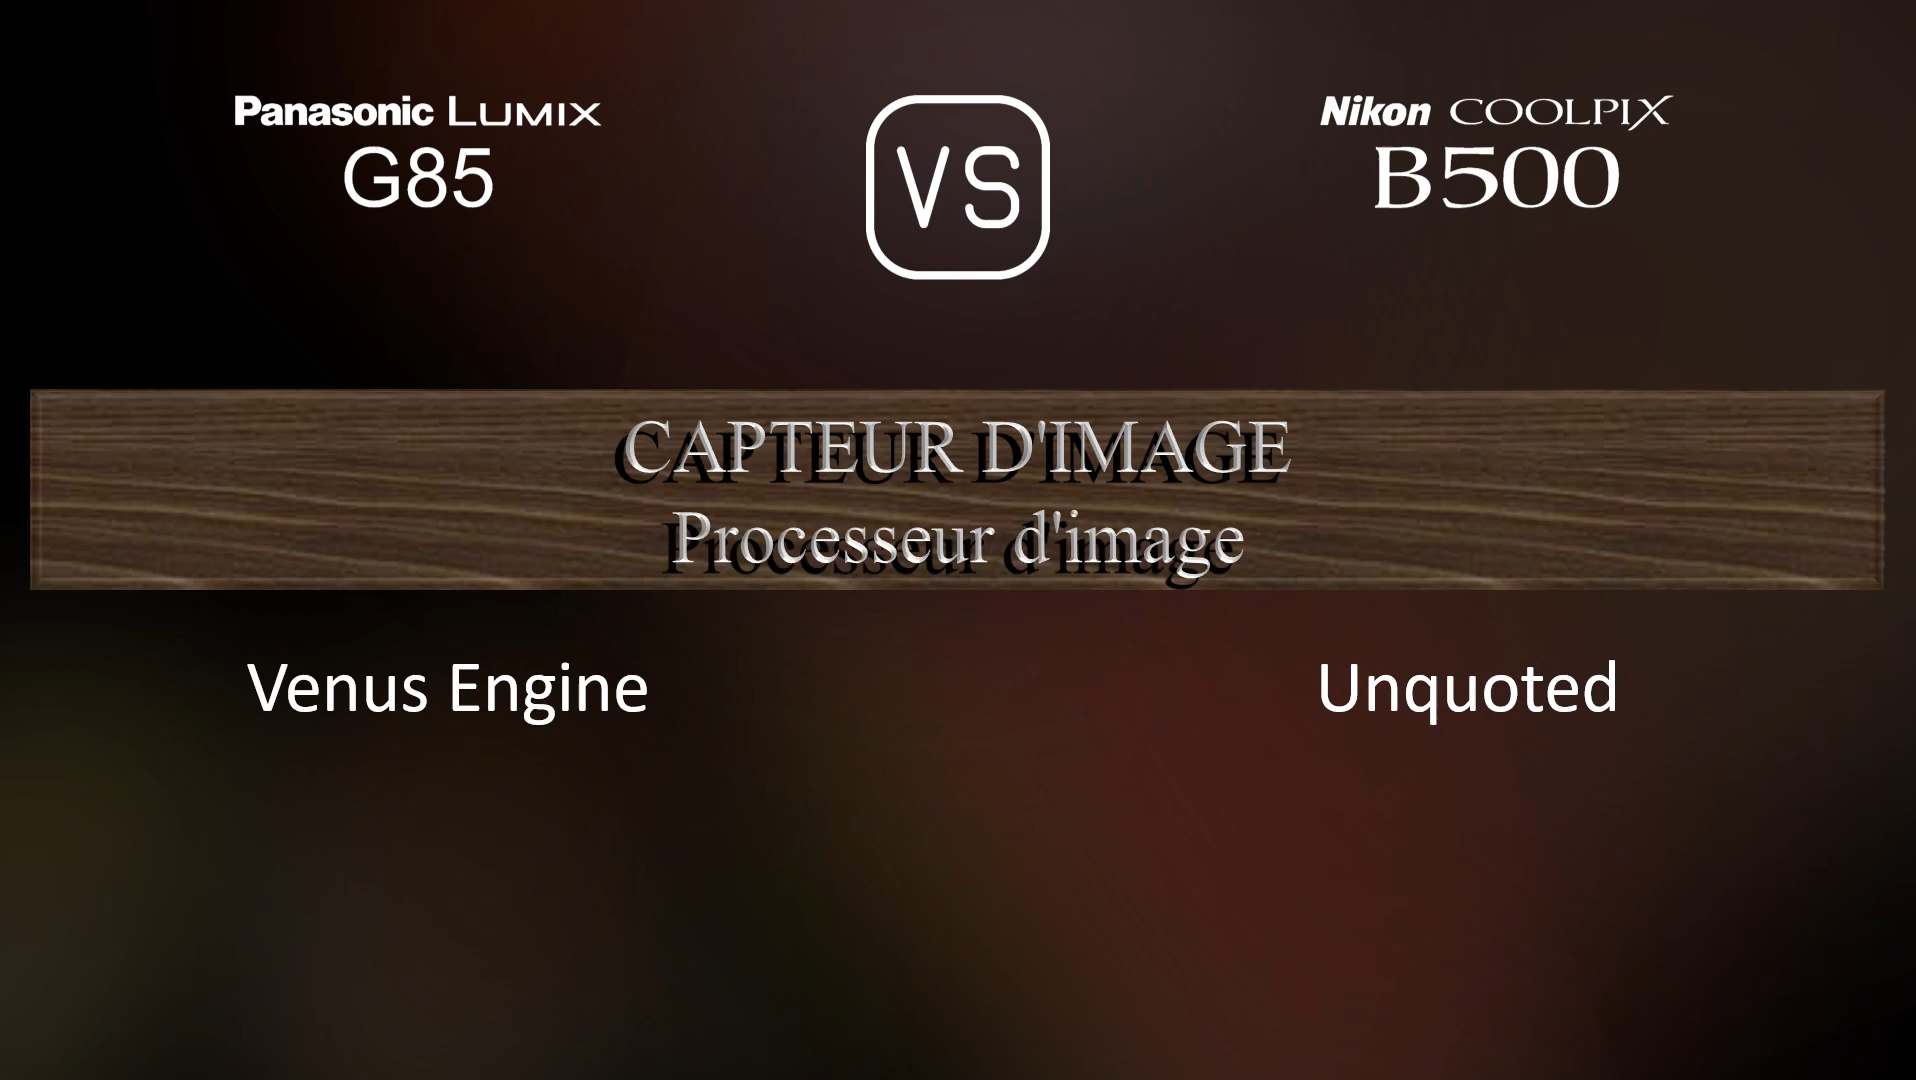 Panasonic LUMIX
G85
VS
Nikon COOLPIX
B500
CAPTEUR D'IMAGE
Processeur d'image
Venus Engine
Unquoted